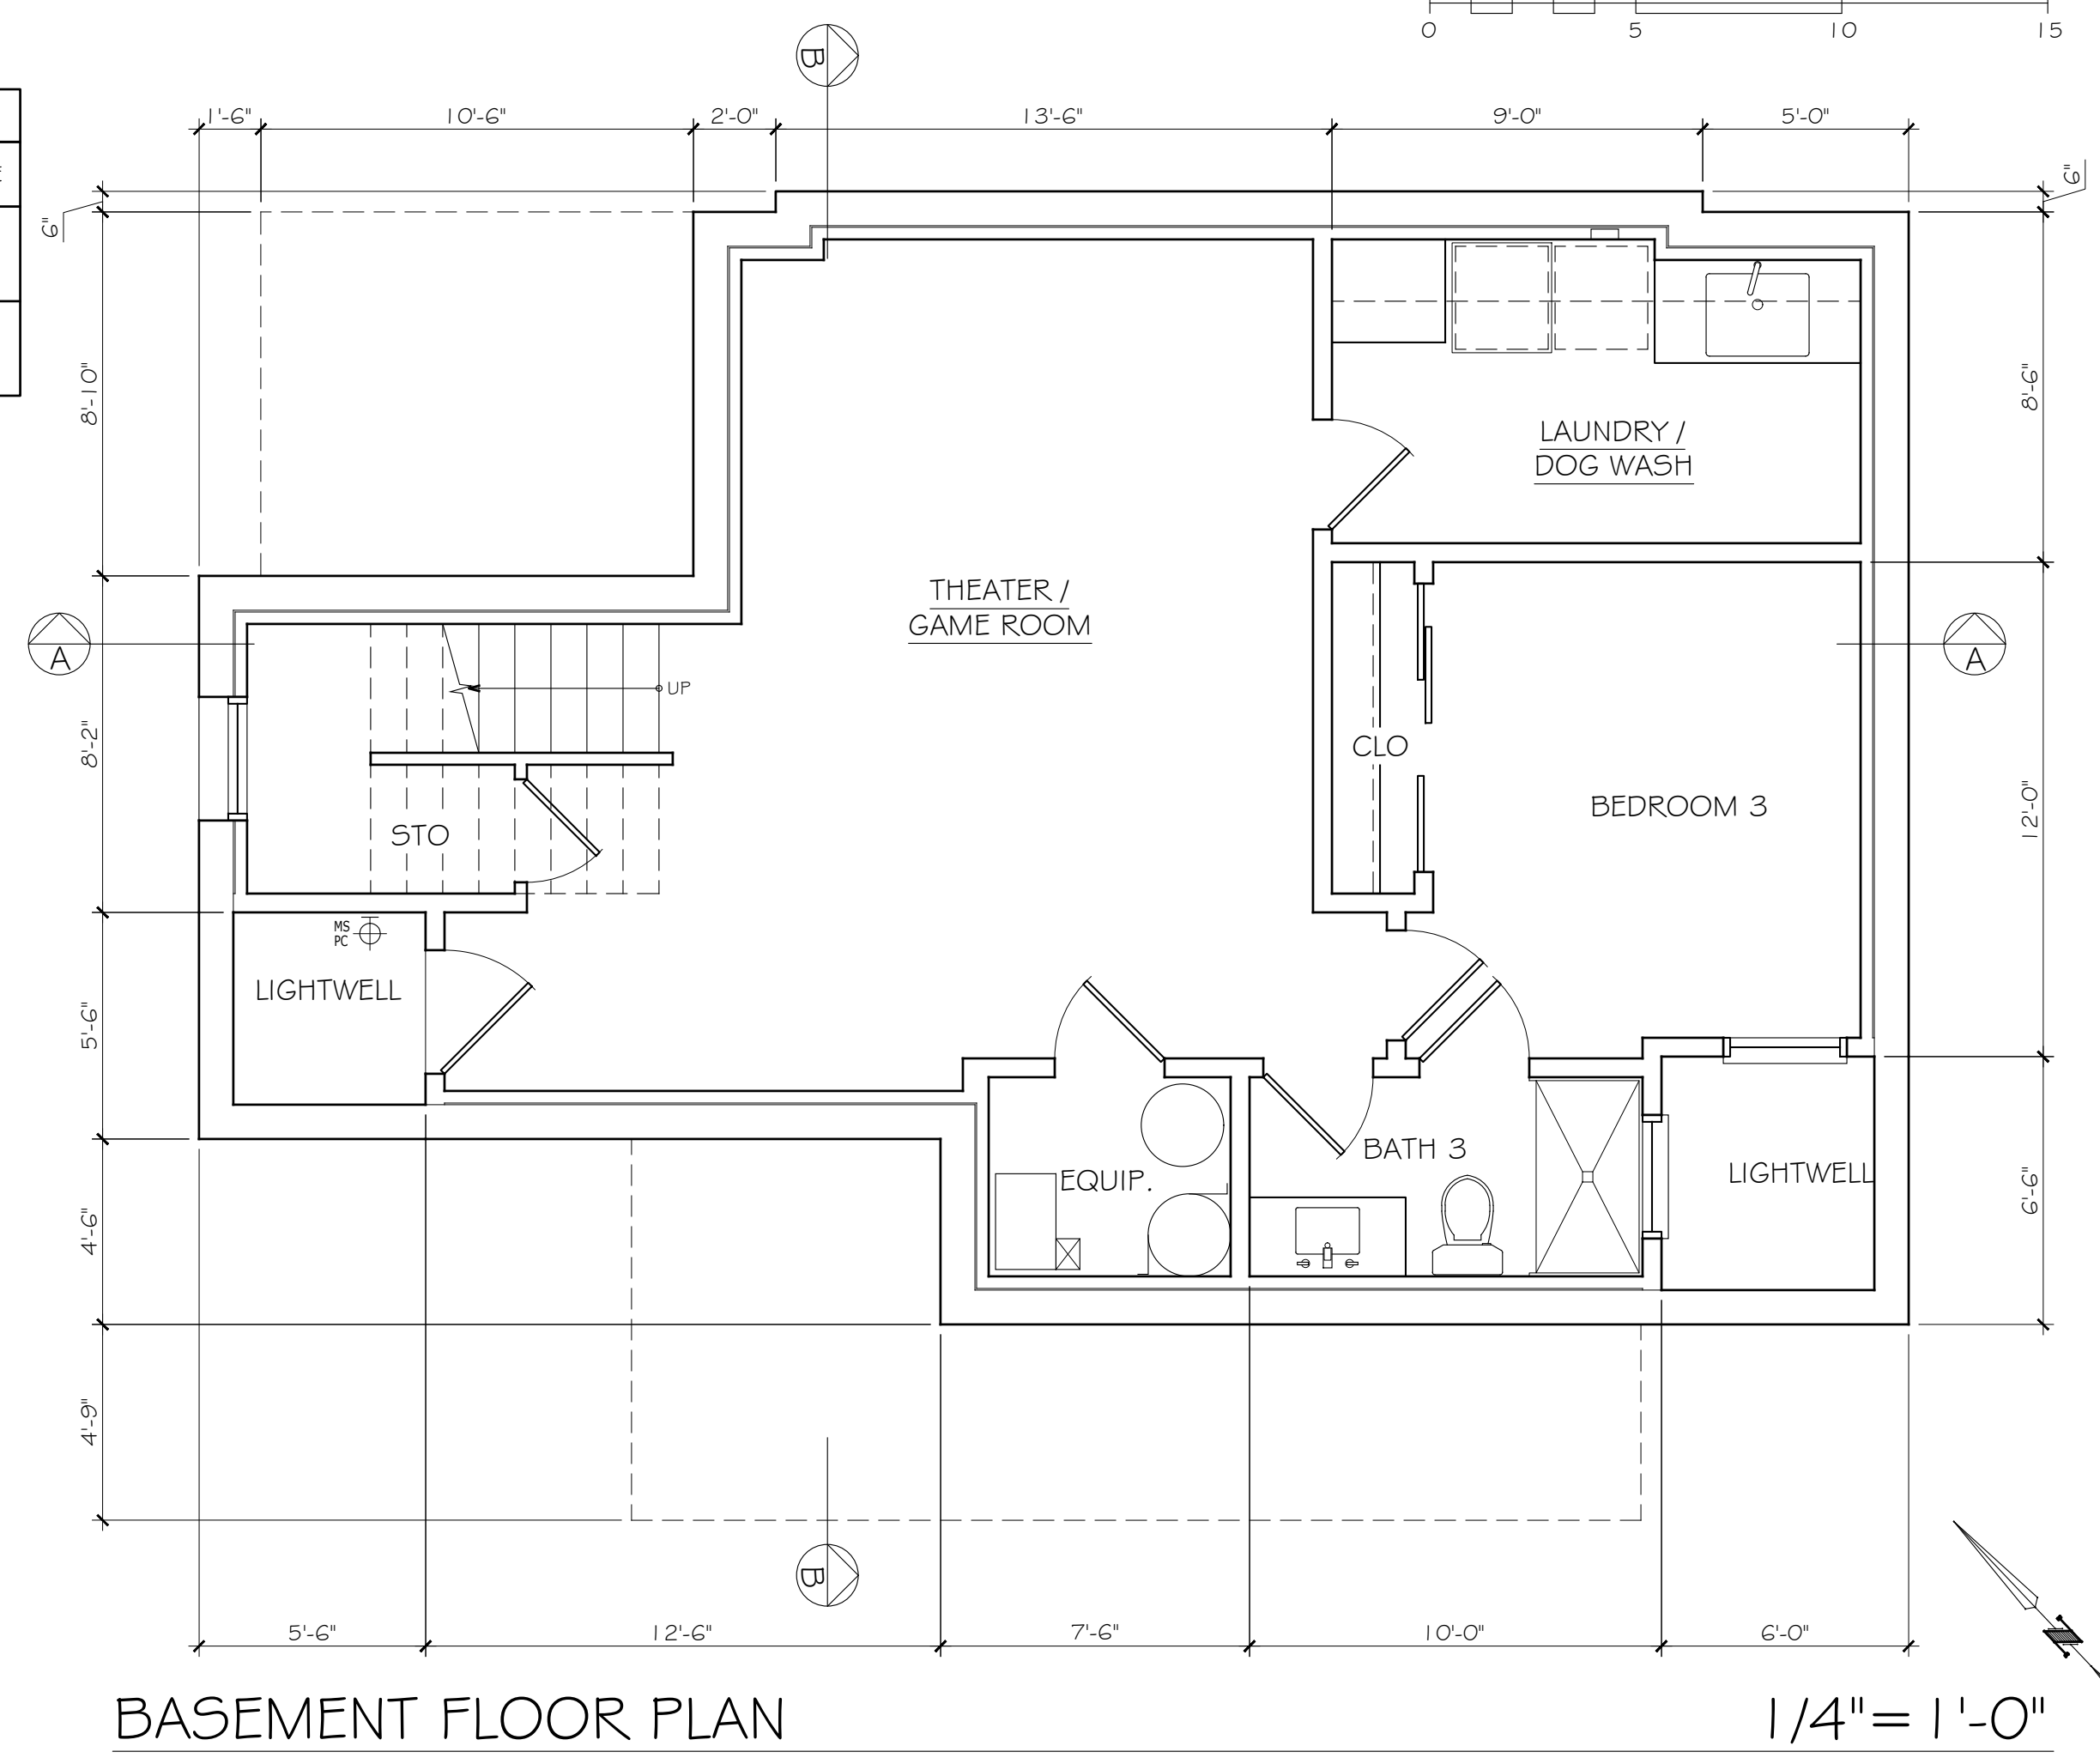 0 5 10 15
B
1'-6" 10'-6" 2'-0" 13'-6" 9'-0" 5'-0"
6" 6"
8'-10" 8'-6"
LAUNDRY /
DOG WASH
THEATER /
GAME ROOM
A A
UP
8'-2"
CLO
12'-0"
BEDROOM 3
STO
MS
PC
LIGHTWELL
5'-6"
BATH 3
EQUIP.
LIGHTWELL
4'-6" 6'-6"
4'-9"
B
5'-6" 12'-6" 7'-6" 10'-0" 6'-0"
N
BASEMENT FLOOR PLAN 1/4"= 1'-0"